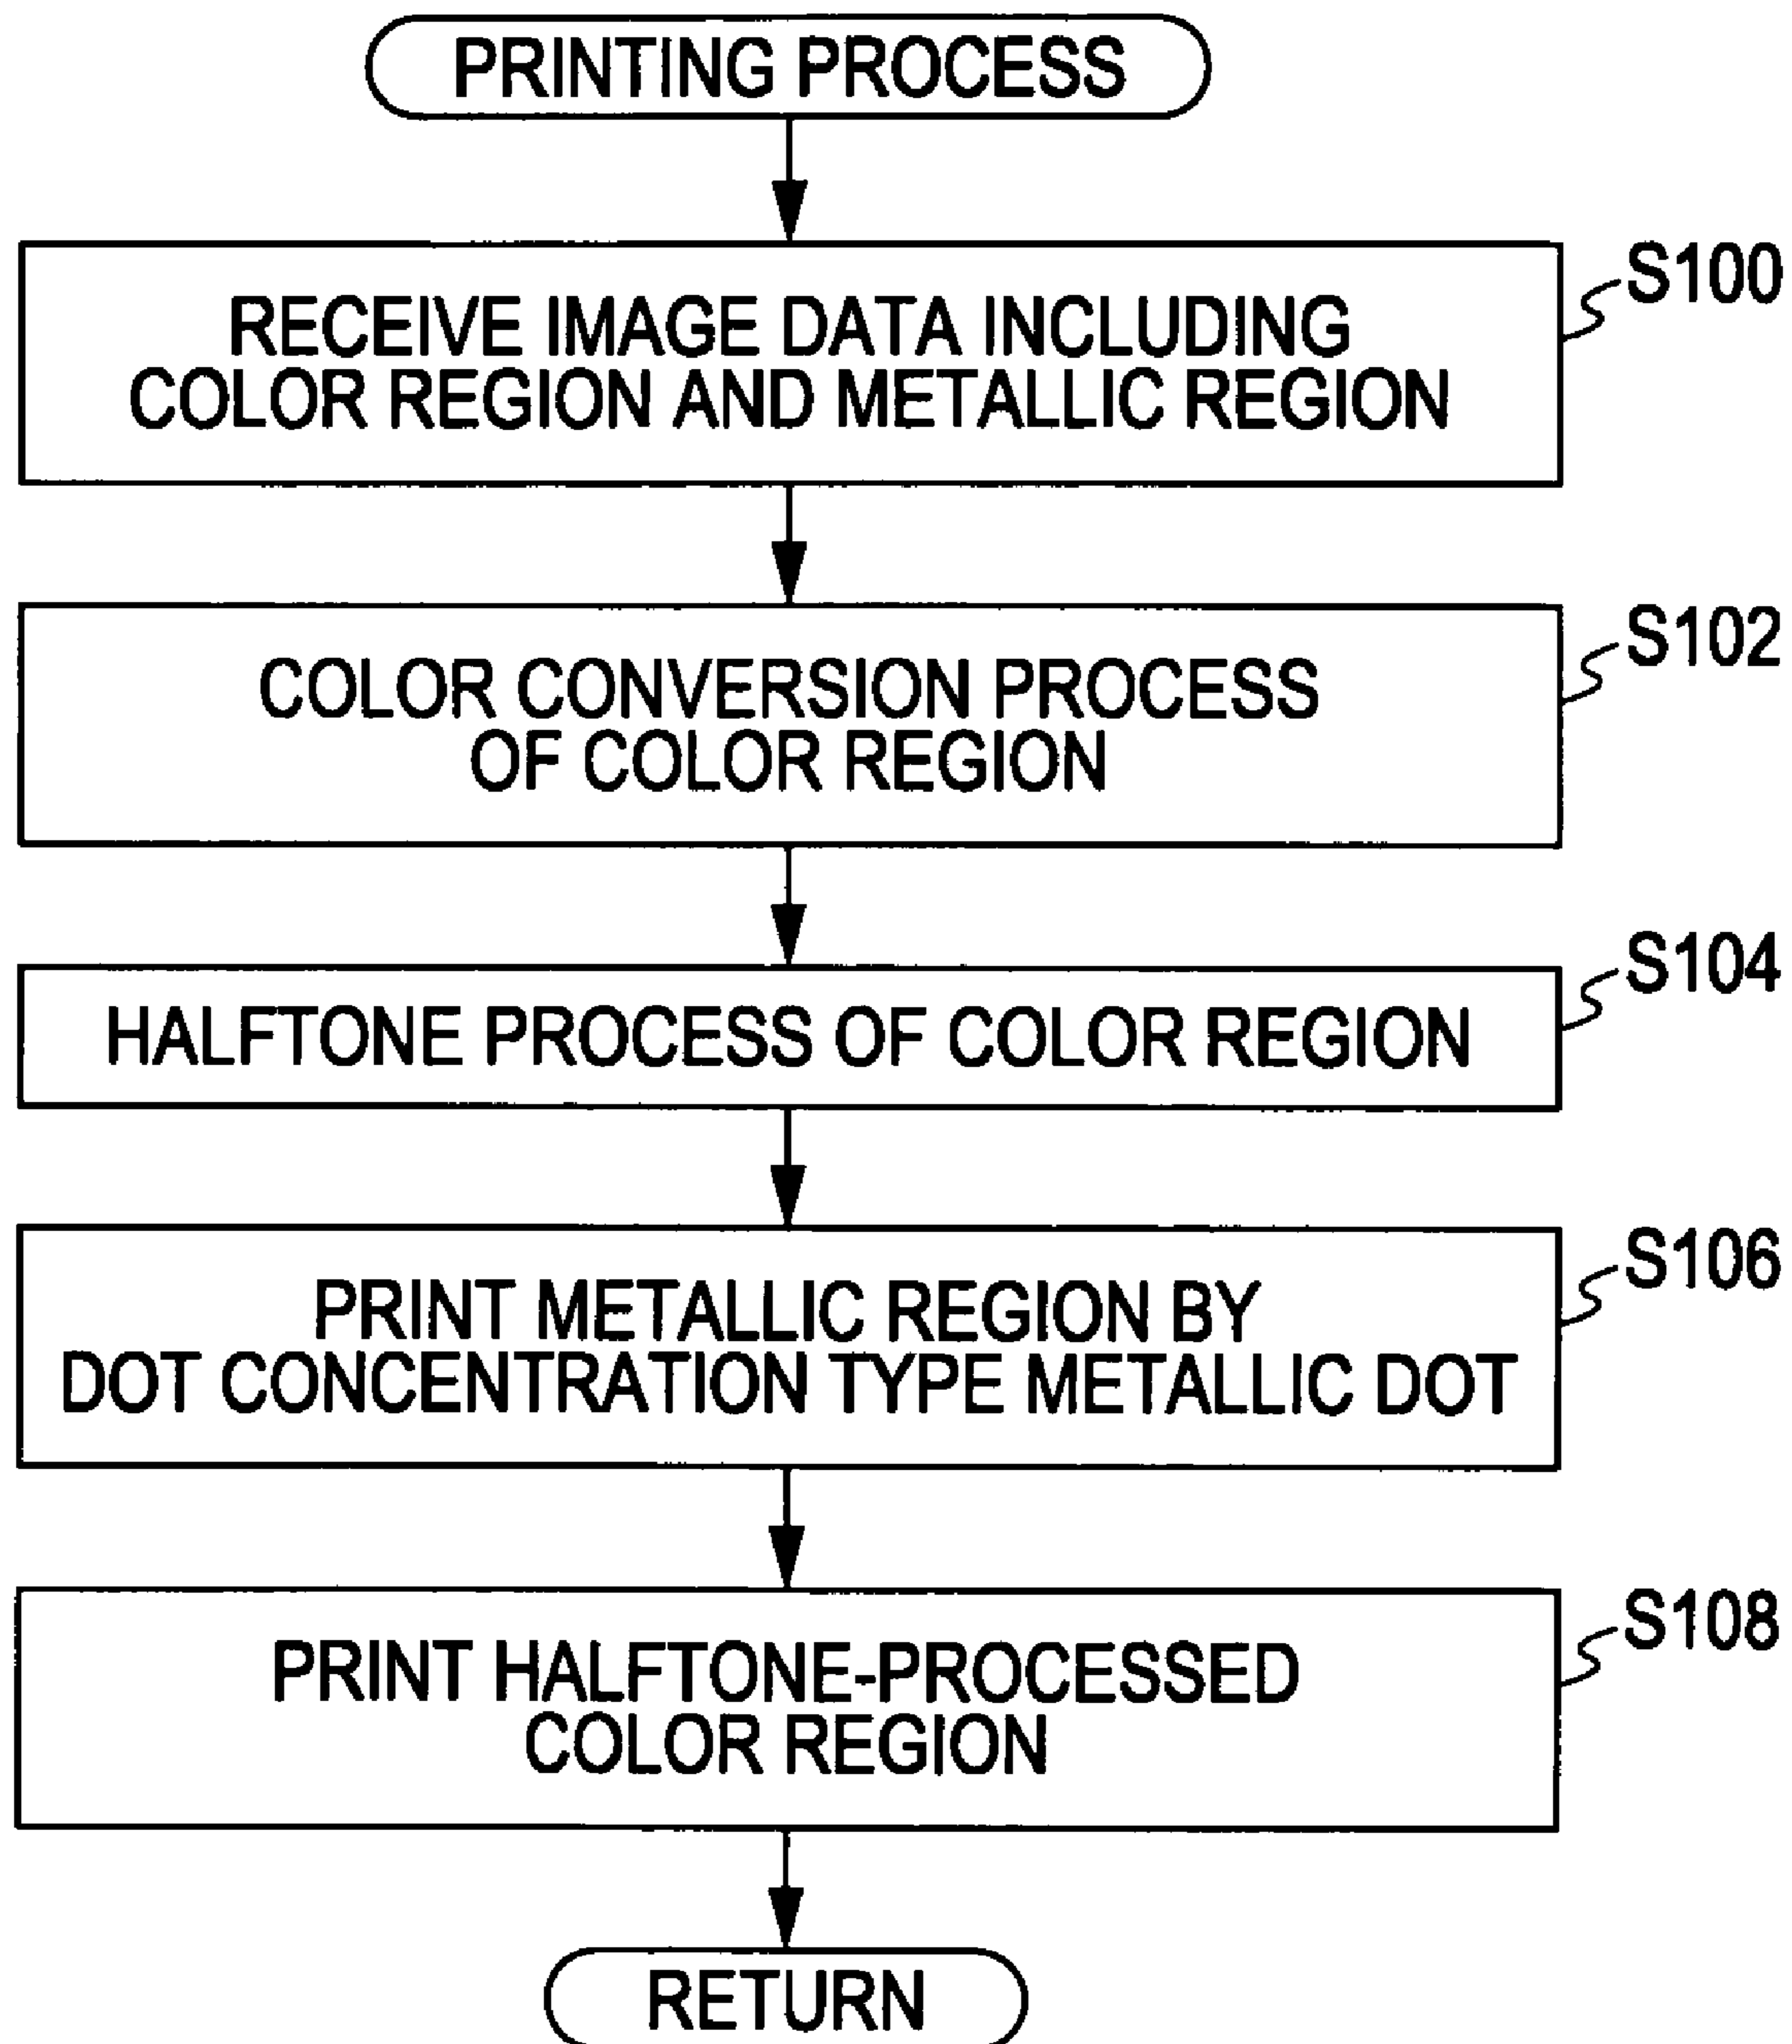 PRINTING PROCESS
S100
RECEIVE IMAGE DATA INCLUDING
COLOR REGION AND METALLIC REGION
S102
COLOR CONVERSION PROCESS
OF COLOR REGION
S104
HALFTONE PROCESS OF COLOR REGION
S106
PRINT METALLIC REGION BY
DOT CONCENTRATION TYPE METALLIC DOT
S108
PRINT HALFTONE-PROCESSED
COLOR REGION
RETURN